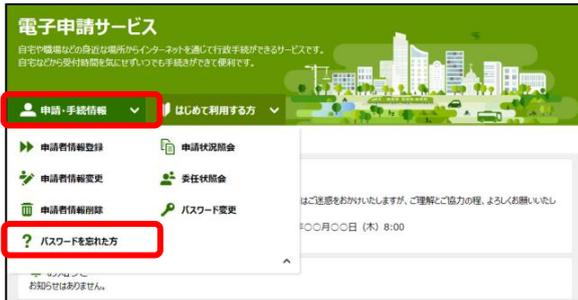 電子申請サービス
自宅や職場などの身近な場所からインターネットを通じて行政手続ができるサービスです。
自宅などから受付時間を気にせずいつでも手続きができて便利です。
申請・手続情報
はじめて利用する方
申請者情報登録
申請状況照会
申請者情報変更
委任状照会
はご迷惑をおかけいたしますが、ご理解とご協力の程、よろしくお願いいたし
申請者情報削除
パスワード変更
〇〇月〇〇日（木）8:00
? パスワードを忘れた方
お知らせはありません。